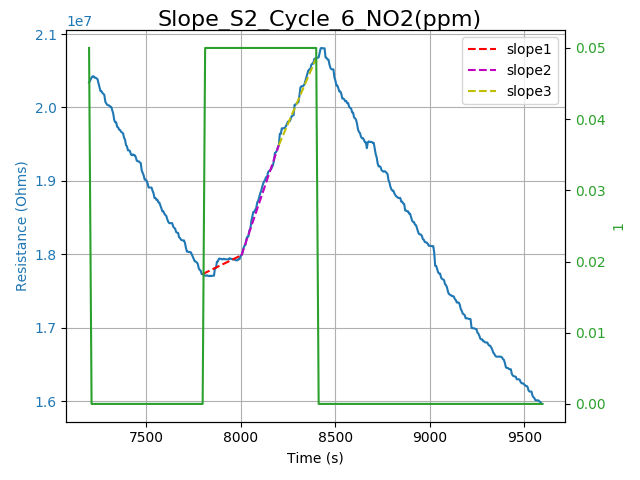 Slope_S2_Cycle_6_NO2(ppm)
1e7
2.1
2.0
1.9
1.8
1.7
1.6
Resistance (Ohms)
slope1
slope2
slope3
0.05
0.04
0.03
0.02
0.01
0.00
1
7500
8000
8500
9000
9500
Time (s)